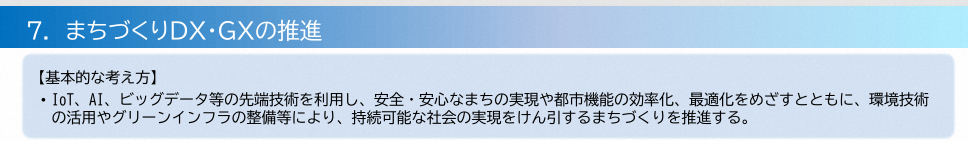 7. まちづくりDX・GXの推進
【基本的な考え方】
・IoT、AI、ビッグデータ等の先端技術を利用し、安全・安心なまちの実現や都市機能の効率化、最適化をめざすとともに、環境技術
の活用やグリーンインフラの整備等により、持続可能な社会の実現をけん引するまちづくりを推進する。